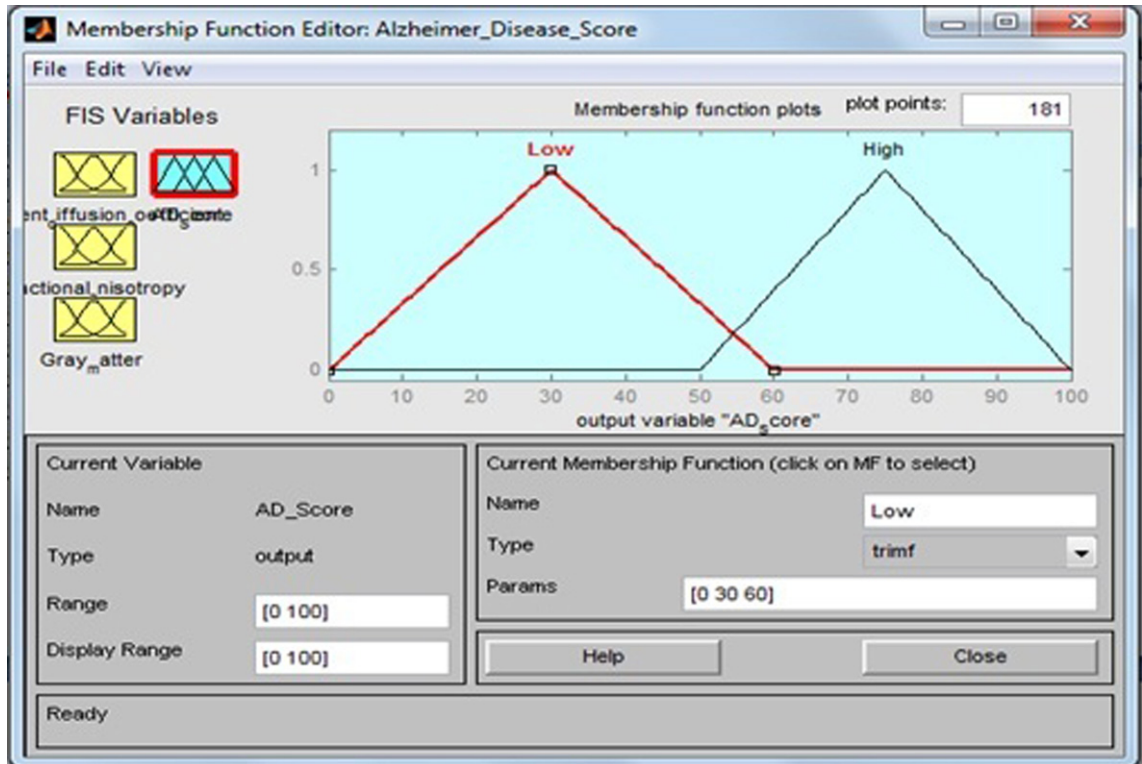 Membership Function Editor: Alzheimer_Disease_Score
File Edit View
FIS Variables
Membership function plots
plot points:
181
Low
High
1
0.5
0
0 10 20 30 40 50 60 70 80 90 100
output variable "AD_score"
ctional_nisotropy
Gray_matter
Current Variable
Name AD_Score
Type output
Range [0 100]
Display Range [0 100]
Current Membership Function (click on MF to select)
Name Low
Type trimf
Params [0 30 60]
Help
Close
Ready